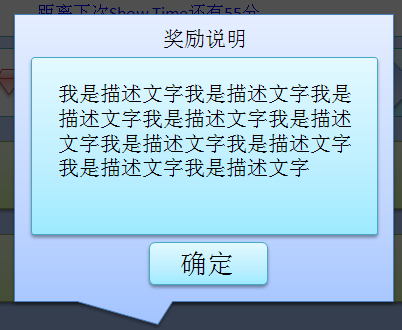 距离下次Show Time还有55分
奖励说明
我是描述文字我是描述文字我是
描述文字我是描述文字我是描述
文字我是描述文字我是描述文字
我是描述文字我是描述文字
确定